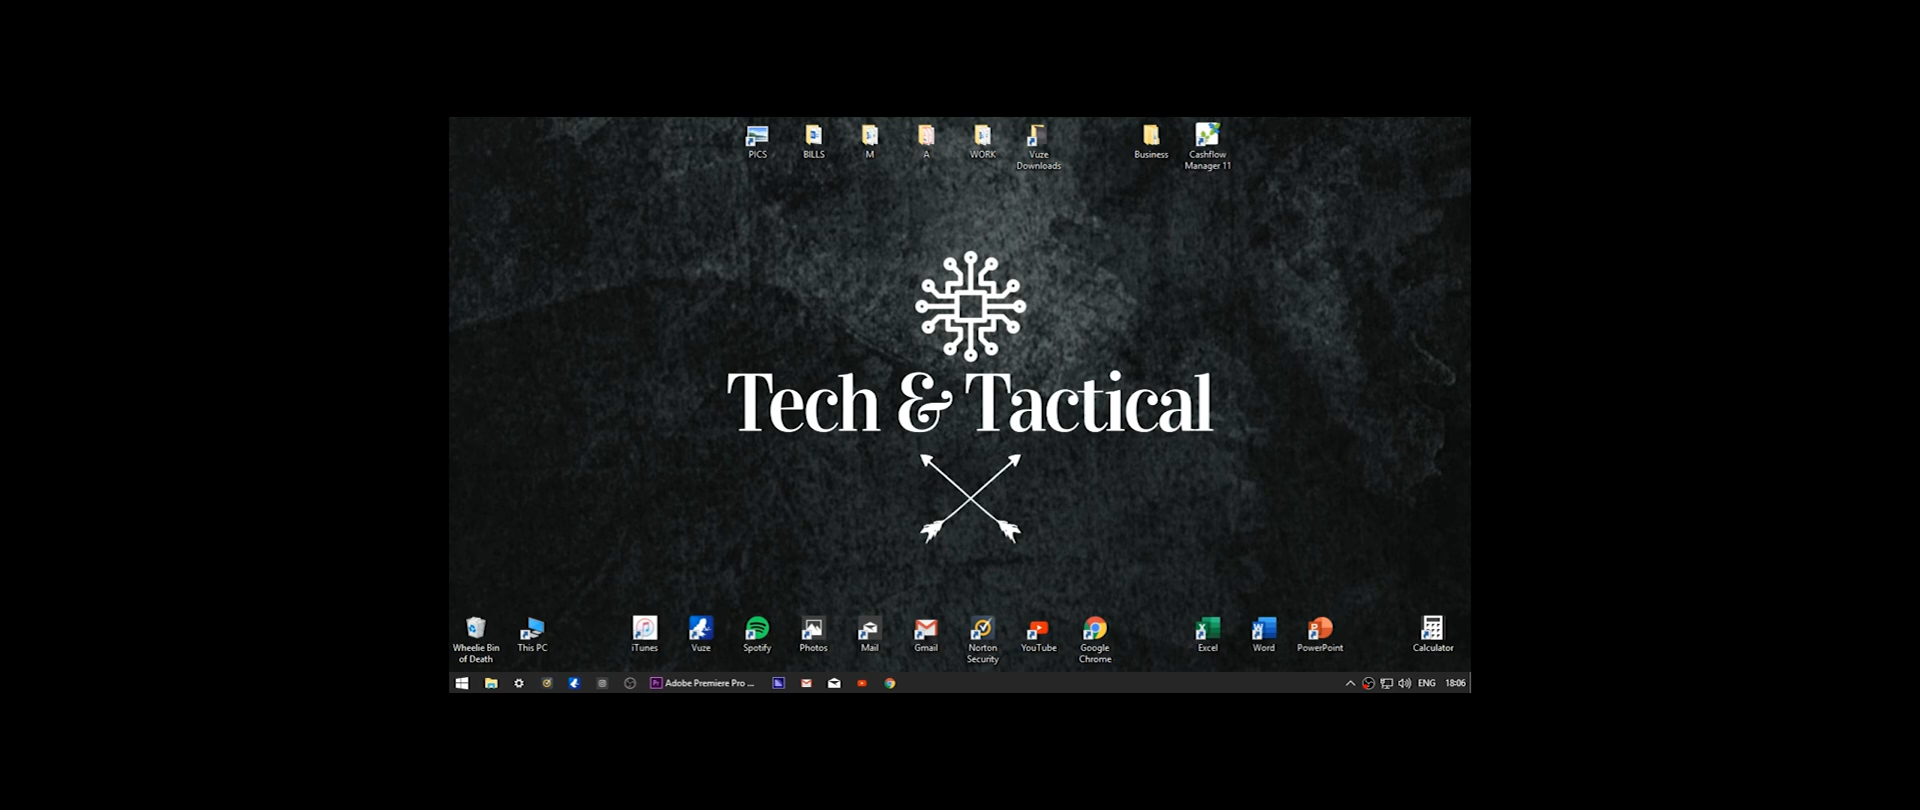 PICS
BILLS
M
A
WORK
Vuze
Downloads
Business
Cashflow
Manager 11
Tech & Tactical
Wheelie Bin
of Death
This PC
iTunes
Vuze
Spotify
Photos
Mail
Gmail
Norton
Security
YouTube
Google
Chrome
Excel
Word
PowerPoint
Calculator
Pr Adobe Premiere Pro ...
ENG 18:06